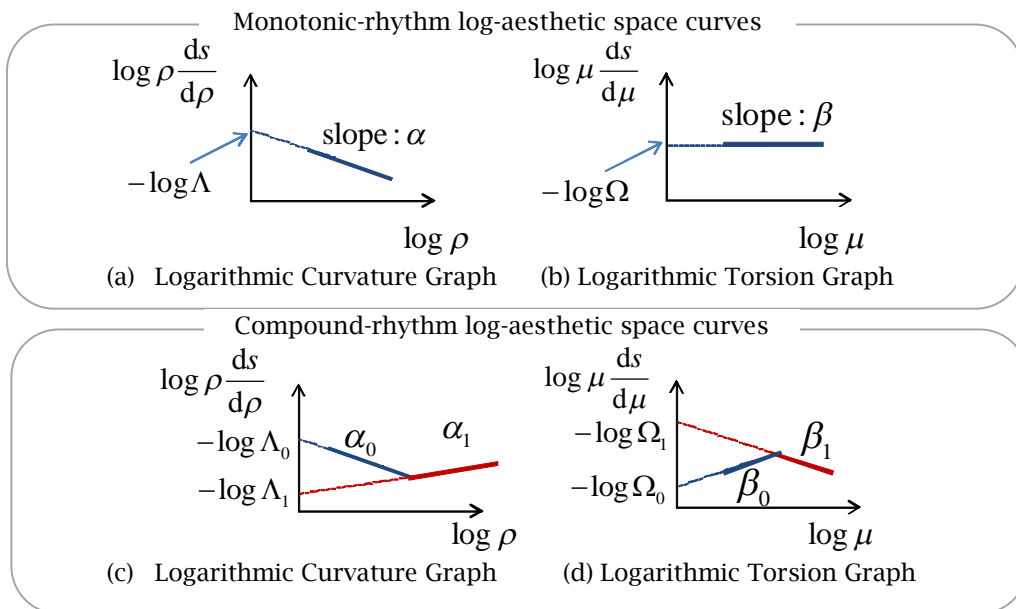 Monotonic-rhythm log-aesthetic space curves
log ρ ds/dρ
slope : α
−log Λ
log ρ
(a) Logarithmic Curvature Graph
log μ ds/dμ
slope : β
−log Ω
log μ
(b) Logarithmic Torsion Graph
Compound-rhythm log-aesthetic space curves
log ρ ds/dρ
−log Λ₀
α₀
α₁
−log Λ₁
log ρ
(c) Logarithmic Curvature Graph
log μ ds/dμ
−log Ω₁
β₁
−log Ω₀
β₀
log μ
(d) Logarithmic Torsion Graph